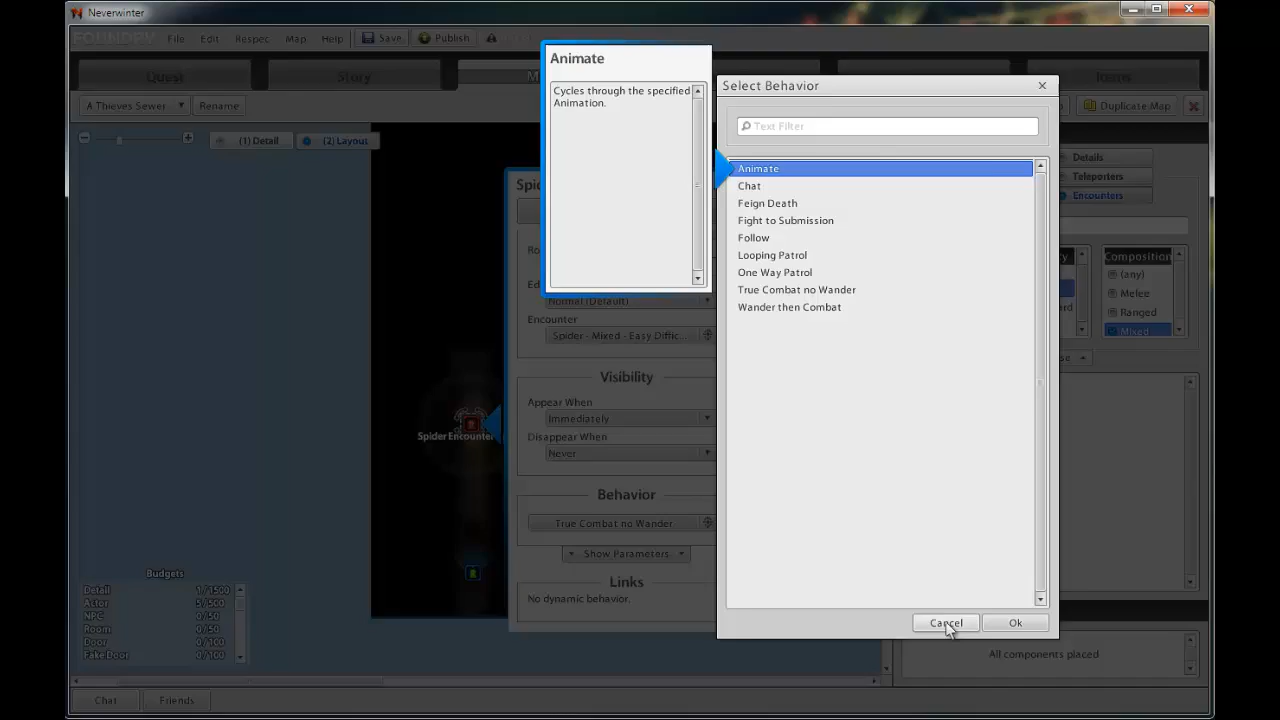 Neverwinter
FOUNDRY File Edit Respec Map Help Save Publish
Quest Story M Items
A Thieves Sewer Rename Duplicate Map
(1) Detail (2) Layout
Animate
Cycles through the specified
Animation.
Select Behavior
Text Filter
Animate
Chat
Feign Death
Fight to Submission
Follow
Looping Patrol
One Way Patrol
True Combat no Wander
Wander then Combat
Cancel Ok
Details
Teleporters
Encounters
Composition
(any)
Melee
Ranged
Mixed
Normal (Default)
Encounter
Spider - Mixed - Easy Diffic...
Visibility
Appear When
Immediately
Disappear When
Never
Behavior
True Combat no Wander
Show Parameters
Links
No dynamic behavior.
Spider Encounter
Budgets
Detail 1/1500
Actor 5/500
NPC 0/50
Room 0/50
Door 0/100
Fake Door 0/100
All components placed
Chat Friends